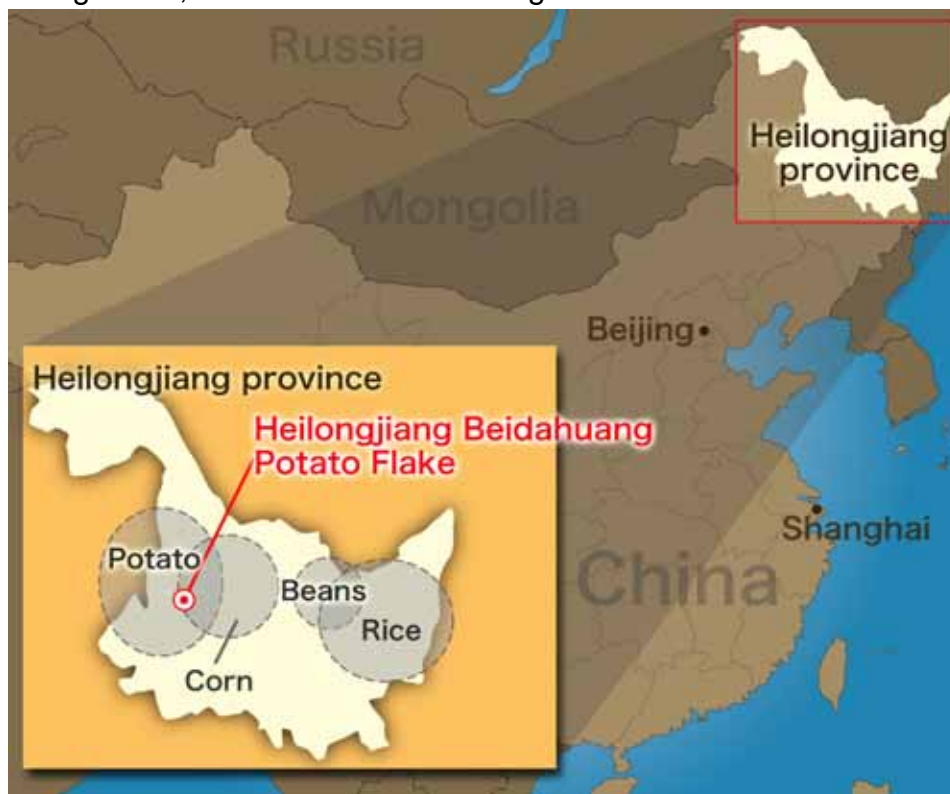 Russia
Heilongjiang
province
Mongolia
Beijing
Heilongjiang province
Heilongjiang Beidahuang
Potato Flake
Shanghai
Potato
China
Beans
Rice
Corn